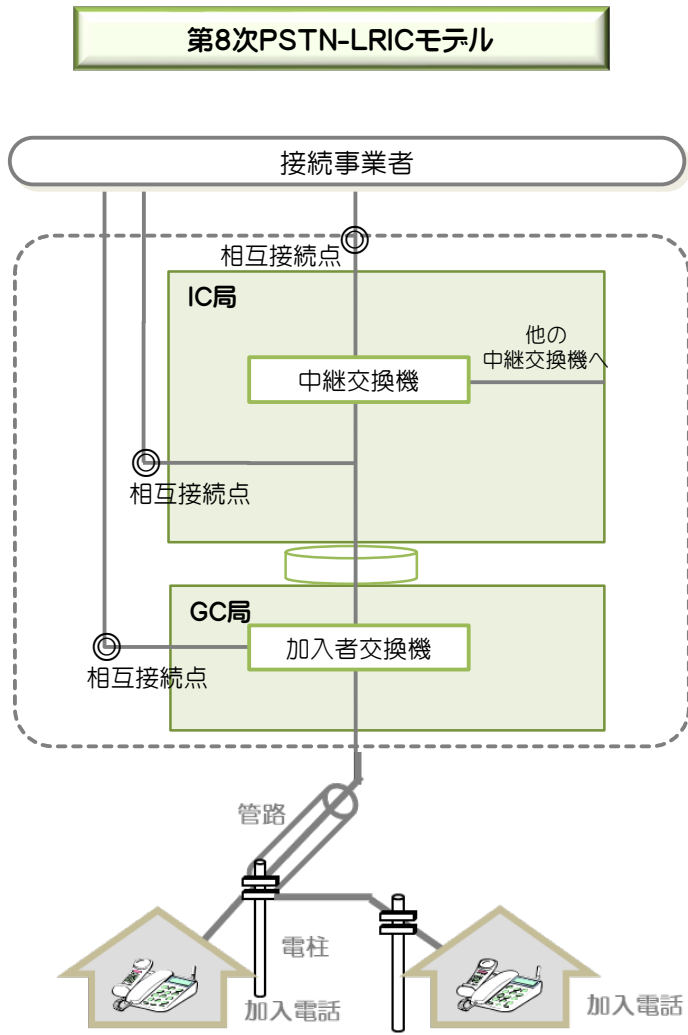 第8次PSTN-LRICモデル
接続事業者
相互接続点
IC局
他の
中継交換機へ
中継交換機
相互接続点
GC局
加入者交換機
相互接続点
管路
電柱
加入電話
加入電話